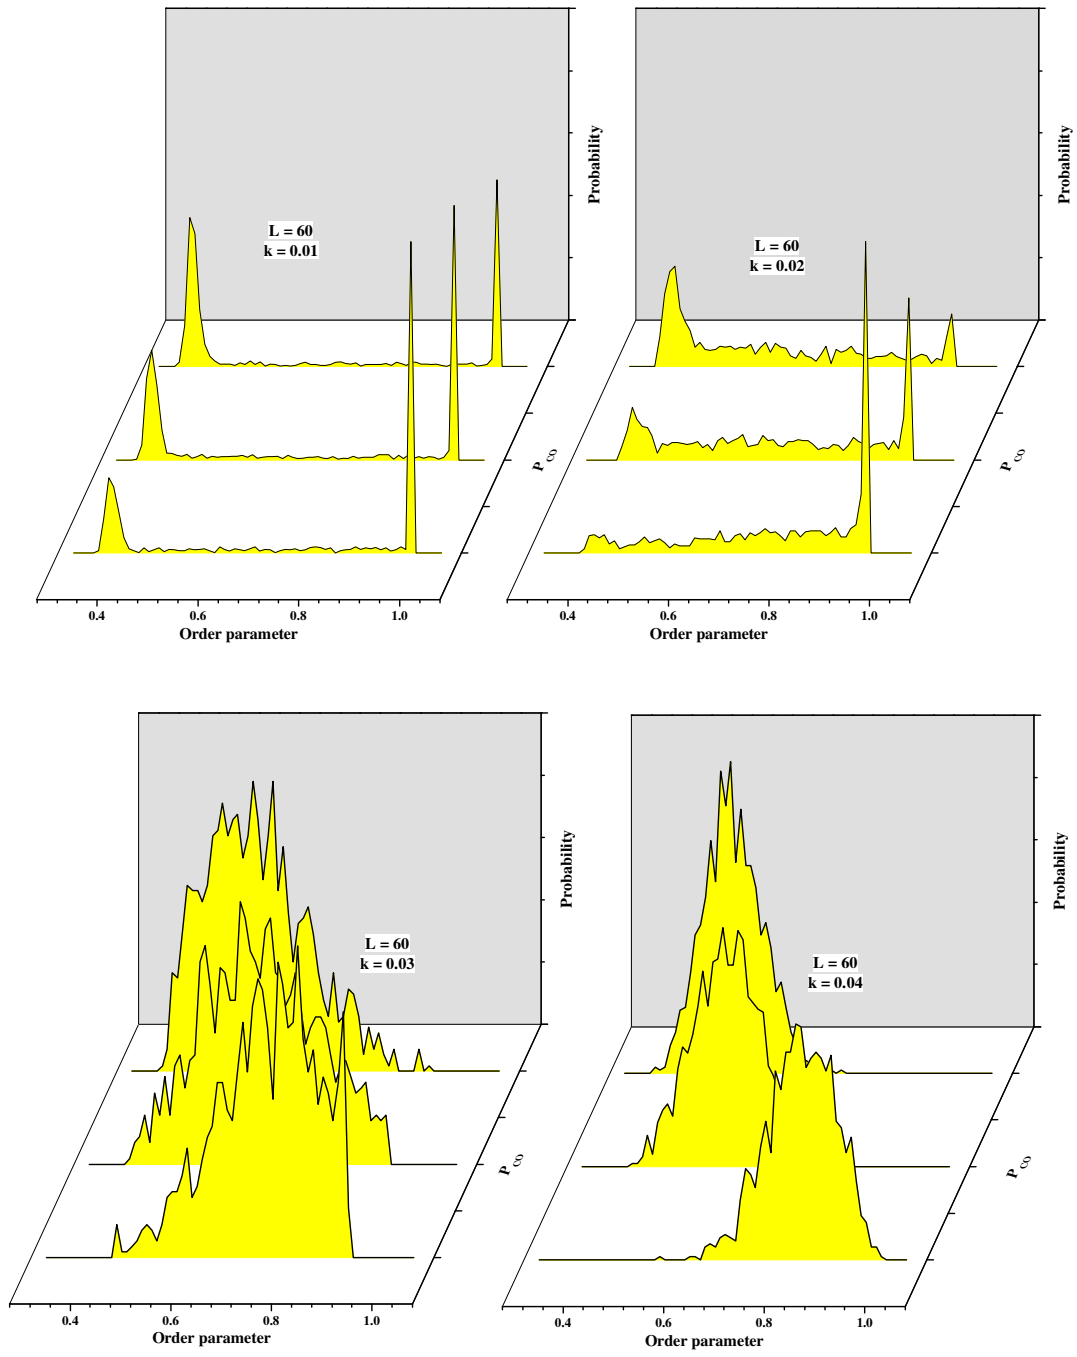 Probability
L = 60
k = 0.01
P CO
0.4 0.6 0.8 1.0
Order parameter
Probability
L = 60
k = 0.02
P CO
0.4 0.6 0.8 1.0
Order parameter
Probability
L = 60
k = 0.03
P CO
0.4 0.6 0.8 1.0
Order parameter
Probability
L = 60
k = 0.04
P CO
0.4 0.6 0.8 1.0
Order parameter